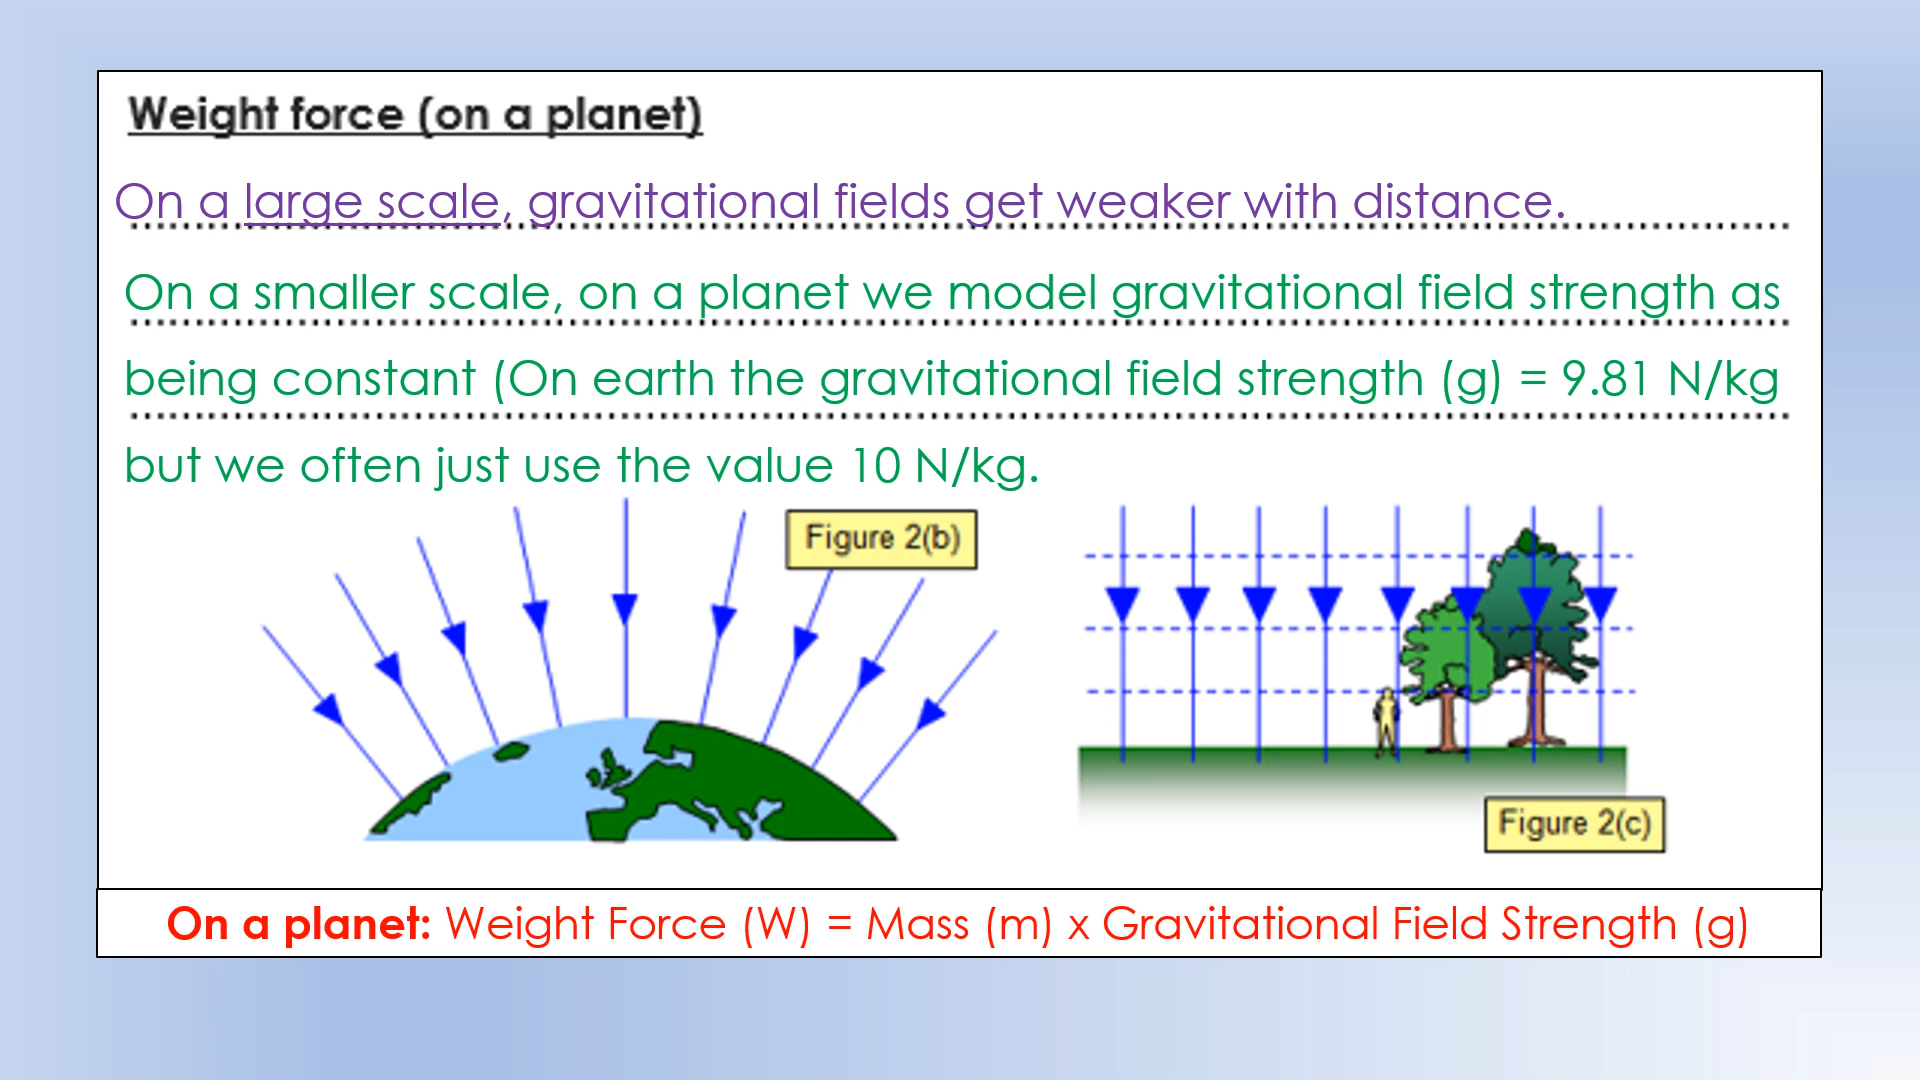 Weight force (on a planet)
On a large scale, gravitational fields get weaker with distance.
On a smaller scale, on a planet we model gravitational field strength as
being constant (On earth the gravitational field strength (g) = 9.81 N/kg
but we often just use the value 10 N/kg.
Figure 2(b)
Figure 2(c)
On a planet: Weight Force (W) = Mass (m) x Gravitational Field Strength (g)